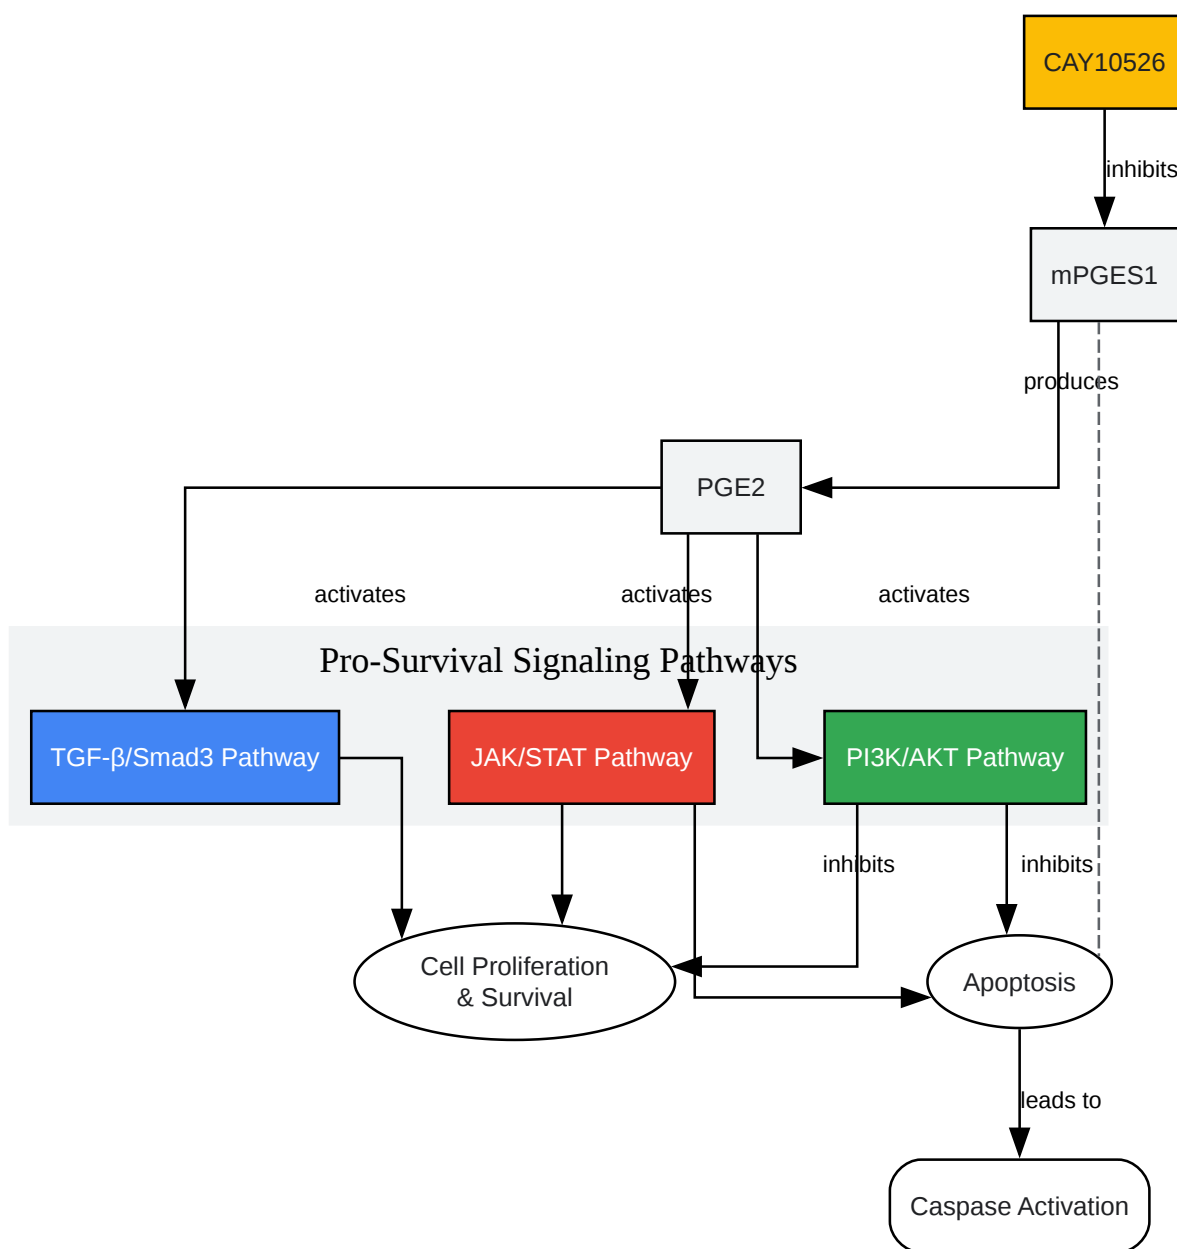 CAY10526
inhibits
mPGES1
produces
PGE2
activates
activates
activates
Pro-Survival Signaling Pathways
TGF-β/Smad3 Pathway
JAK/STAT Pathway
PI3K/AKT Pathway
inhibits
inhibits
Cell Proliferation
& Survival
Apoptosis
leads to
Caspase Activation